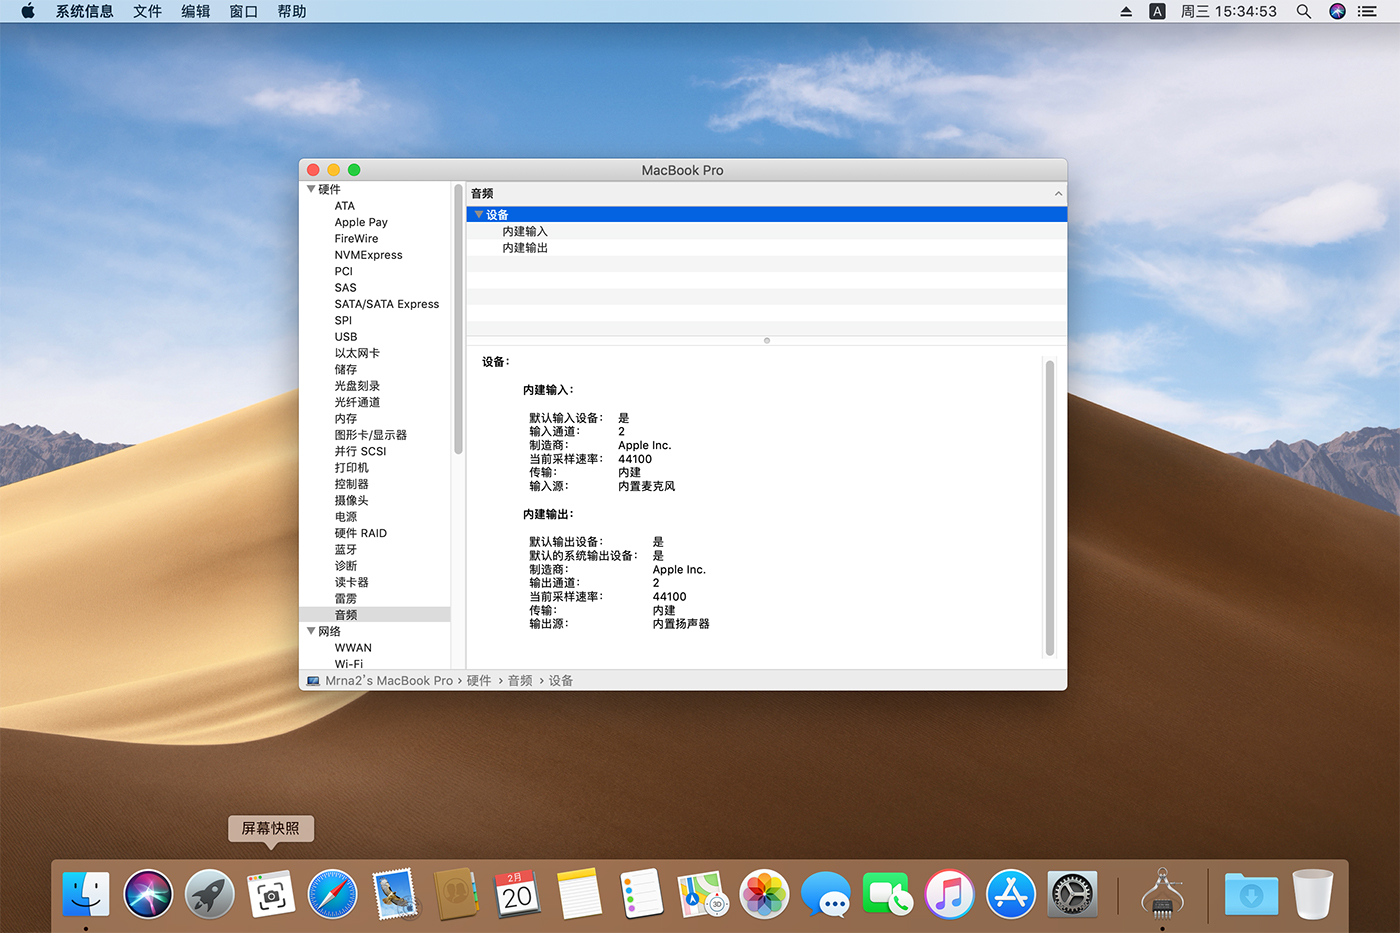 系统信息 文件 编辑 窗口 帮助 A 周三 15:34:53
MacBook Pro
硬件
ATA
Apple Pay
FireWire
NVMExpress
PCI
SAS
SATA/SATA Express
SPI
USB
以太网卡
储存
光盘刻录
光纤通道
内存
图形卡/显示器
并行 SCSI
打印机
控制器
摄像头
电源
硬件 RAID
蓝牙
诊断
读卡器
雷雳
音频
网络
WWAN
Wi-Fi
音频
设备
内建输入
内建输出
设备：
内建输入：
默认输入设备： 是
输入通道： 2
制造商： Apple Inc.
当前采样速率： 44100
传输： 内建
输入源： 内置麦克风
内建输出：
默认输出设备： 是
默认的系统输出设备： 是
制造商： Apple Inc.
输出通道： 2
当前采样速率： 44100
传输： 内建
输出源： 内置扬声器
Mrna2's MacBook Pro › 硬件 › 音频 › 设备
屏幕快照
2月
20
3D